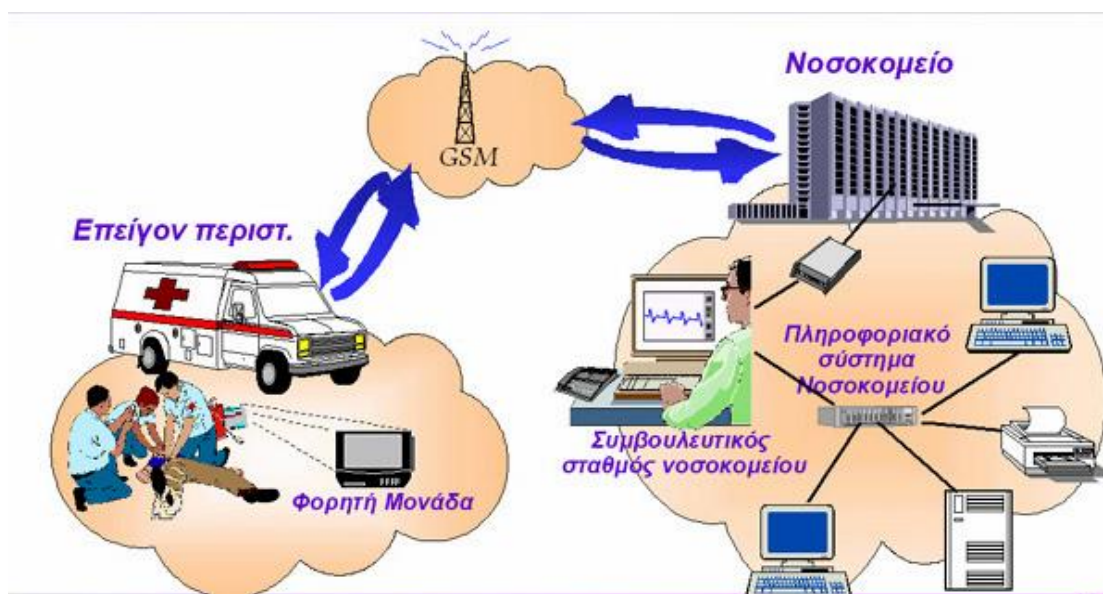 Νοσοκομείο
GSM
Επείγον περιστ.
Πληροφοριακό
σύστημα
Νοσοκομείου
Συμβουλευτικός
σταθμός νοσοκομείου
Φορητή Μονάδα